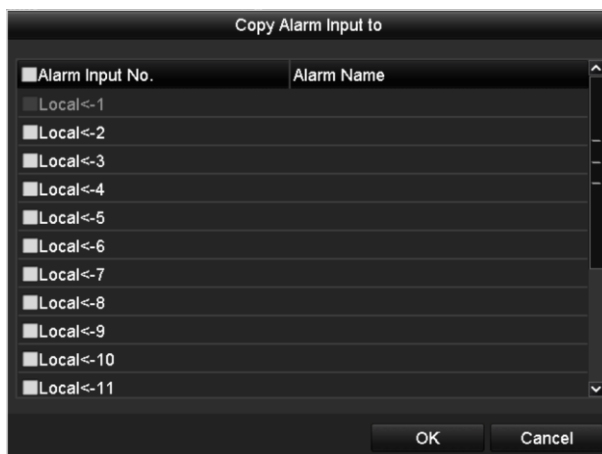 Copy Alarm Input to
Alarm Input No. Alarm Name
Local<-1
Local<-2
Local<-3
Local<-4
Local<-5
Local<-6
Local<-7
Local<-8
Local<-9
Local<-10
Local<-11
OK Cancel